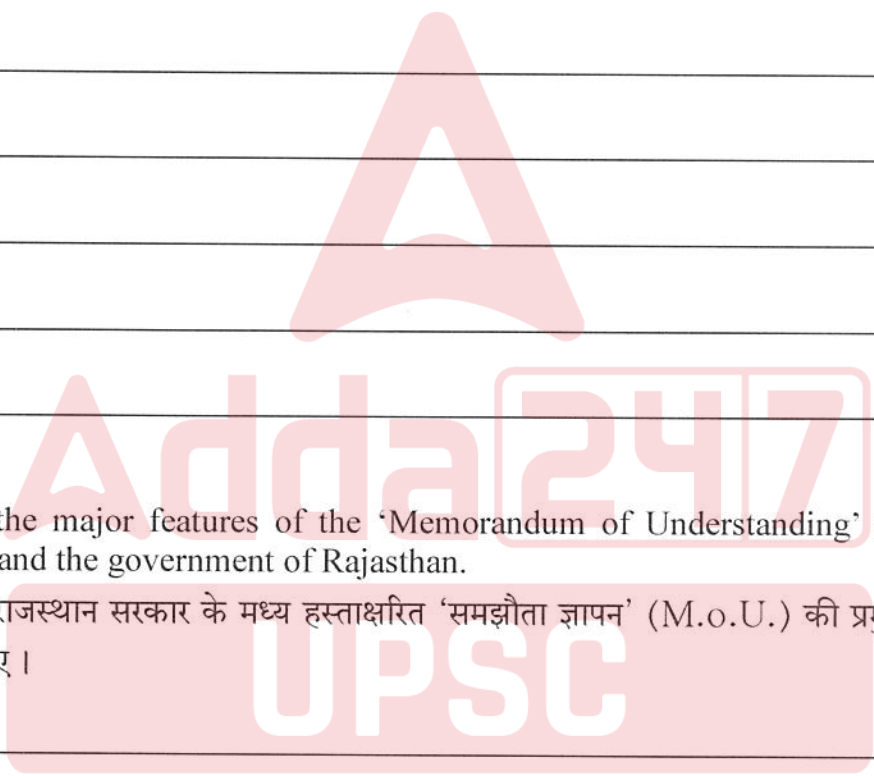 Adda247
the major features of the ‘Memorandum of Understanding’
and the government of Rajasthan.
राजस्थान सरकार के मध्य हस्ताक्षरित ‘समझौता ज्ञापन’ (M.o.U.) की
UPSC